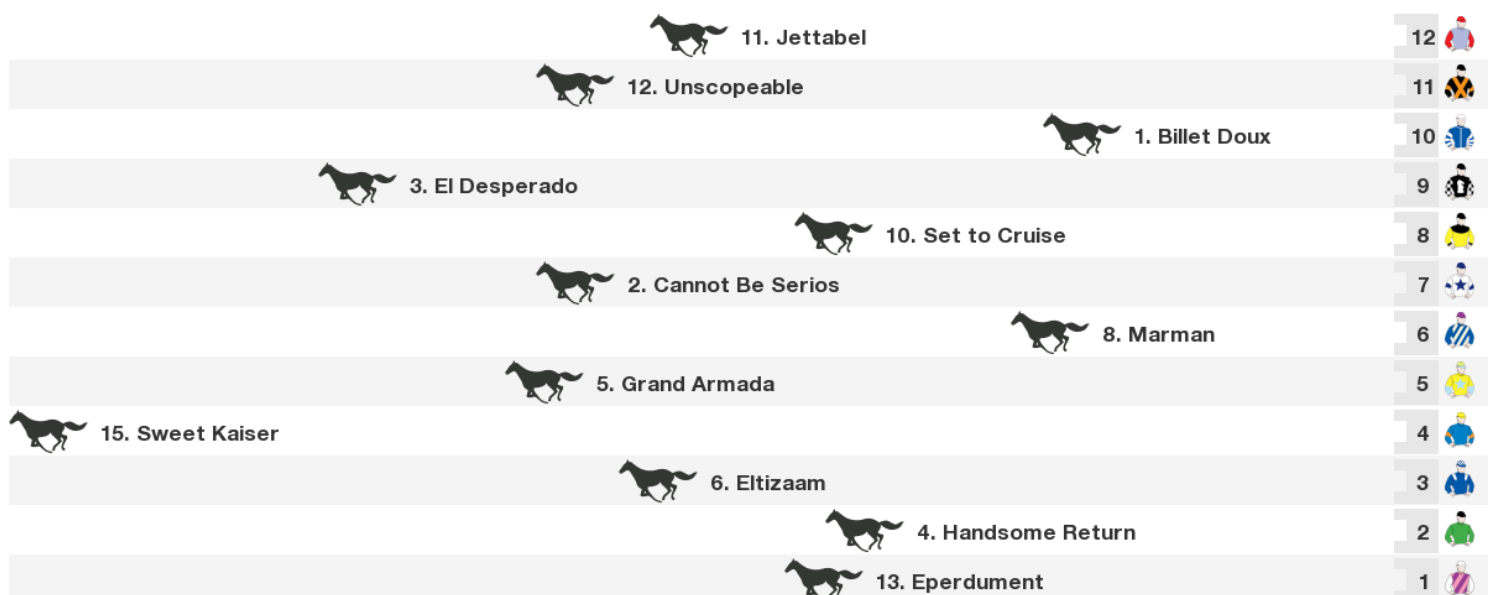 11. Jettabel 12
12. Unscopeable 11
1. Billet Doux 10
3. El Desperado 9
10. Set to Cruise 8
2. Cannot Be Serios 7
8. Marman 6
5. Grand Armada 5
15. Sweet Kaiser 4
6. Eltizaam 3
4. Handsome Return 2
13. Eperdument 1